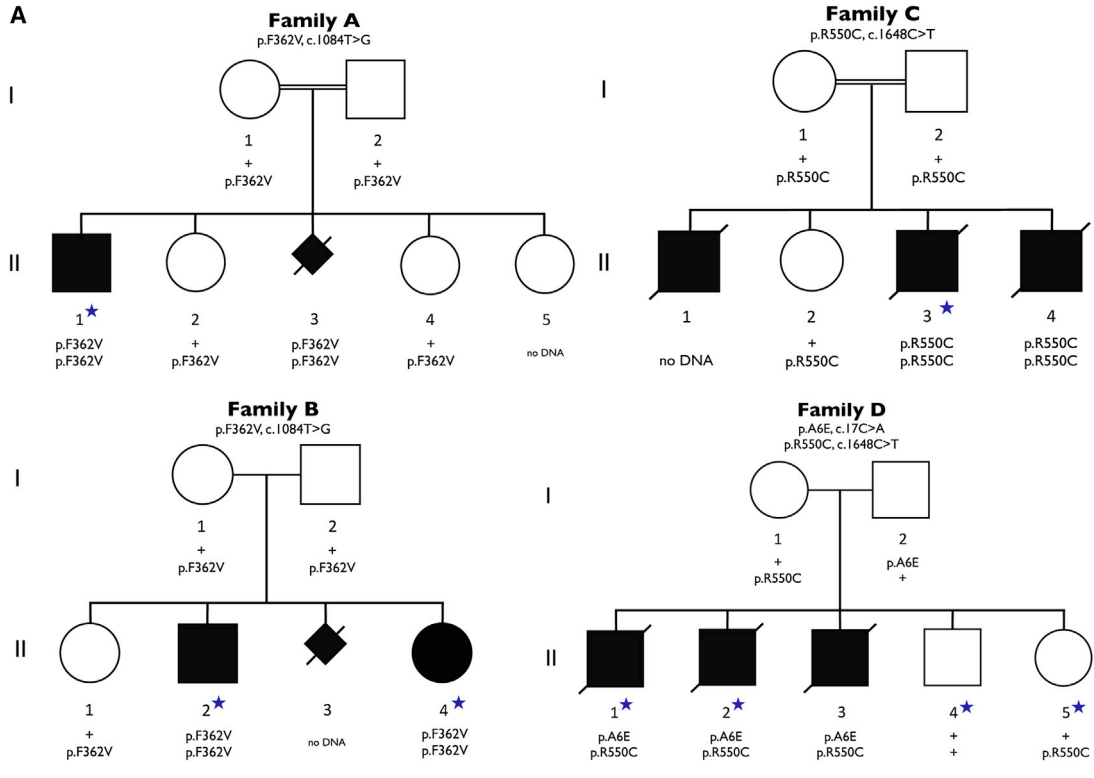 A
Family A
p.F362V, c.1084T>G
I
1 2
+ +
p.F362V p.F362V
II
1 2 3 4 5
p.F362V + p.F362V + no DNA
p.F362V p.F362V p.F362V p.F362V
Family C
p.R550C, c.1648C>T
I
1 2
+ +
p.R550C p.R550C
II
1 2 3 4
no DNA + p.R550C p.R550C
p.R550C p.R550C p.R550C
Family B
p.F362V, c.1084T>G
I
1 2
+ +
p.F362V p.F362V
II
1 2 3 4
+ p.F362V no DNA p.F362V
p.F362V p.F362V p.F362V
Family D
p.A6E, c.17C>A
p.R550C, c.1648C>T
I
1 2
+ p.A6E
p.R550C +
II
1 2 3 4 5
p.A6E p.A6E p.A6E + +
p.R550C p.R550C p.R550C + p.R550C